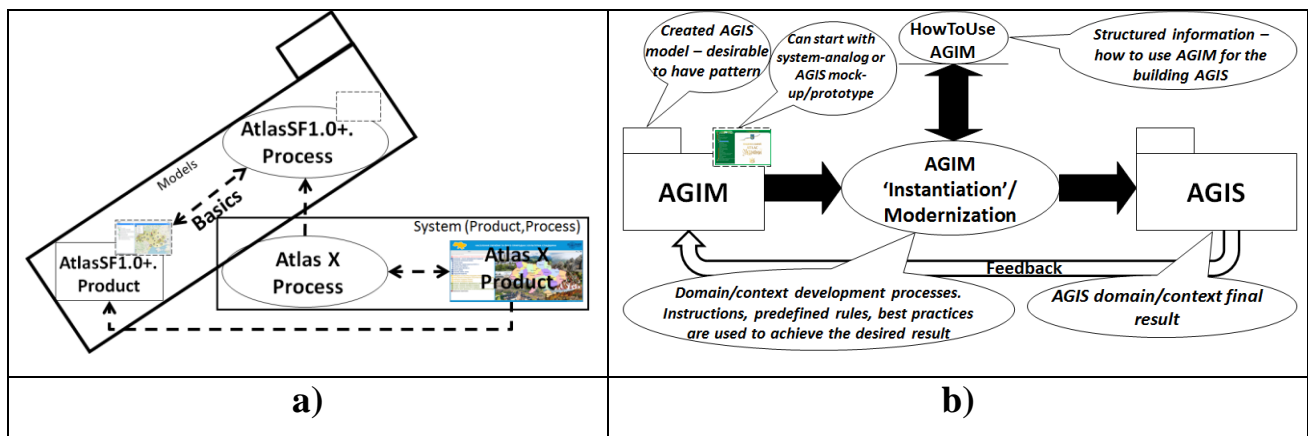 AtlasSF1.0+.
Process
Models
Basics
System (Product,Process)
AtlasSF1.0+.
Product
Atlas X
Process
Atlas X
Product
a)
Created AGIS
model – desirable
to have pattern
Can start with
system-analog or
AGIS mock-
up/prototype
HowToUse
AGIM
Structured information –
how to use AGIM for the
building AGIS
AGIM
AGIM
‘Instantiation’/
Modernization
AGIS
Feedback
Domain/context development processes.
Instructions, predefined rules, best practices
are used to achieve the desired result
AGIS domain/context final
result
b)